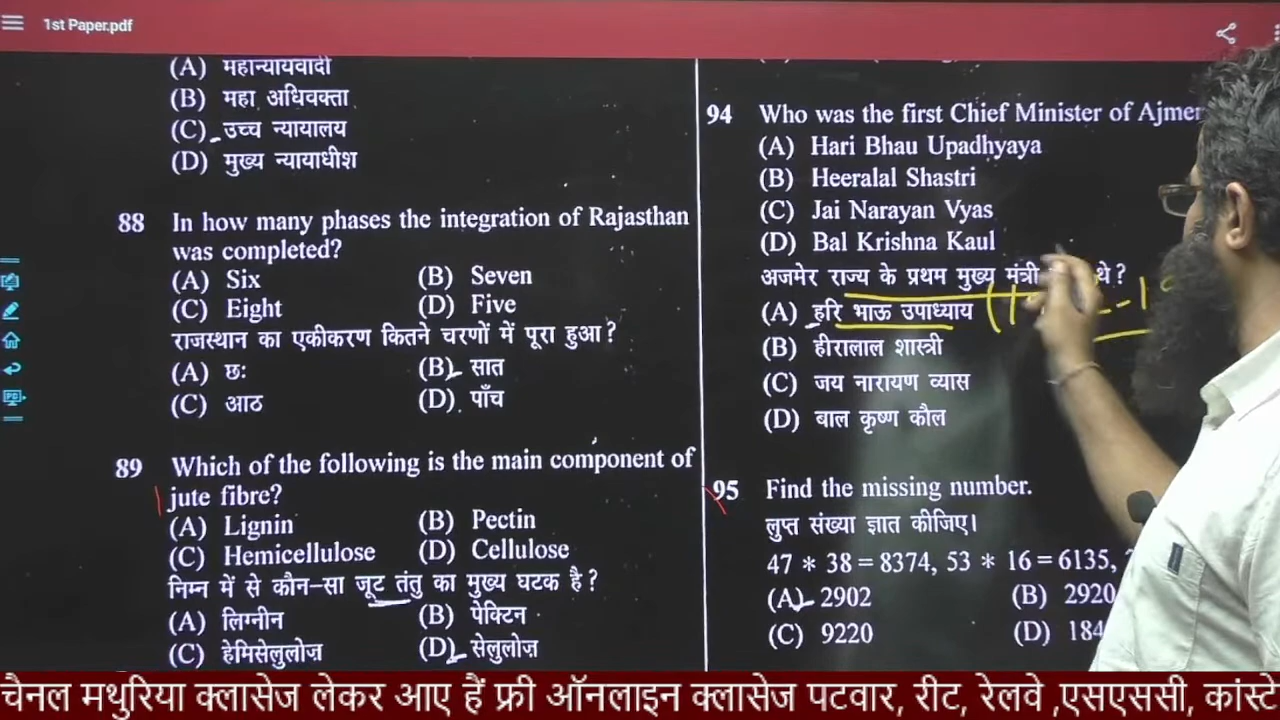 1st Paper.pdf
(A) महान्यायवादी
(B) महा अधिवक्ता
(C) उच्च न्यायालय
(D) मुख्य न्यायाधीश
88 In how many phases the integration of Rajasthan
was completed?
(A) Six (B) Seven
(C) Eight (D) Five
राजस्थान का एकीकरण कितने चरणों में पूरा हुआ?
(A) छः (B) सात
(C) आठ (D) पाँच
89 Which of the following is the main component of
jute fibre?
(A) Lignin (B) Pectin
(C) Hemicellulose (D) Cellulose
निम्न में से कौन-सा जूट तंतु का मुख्य घटक है?
(A) लिग्नीन (B) पेक्टिन
(C) हेमिसेलुलोज़ (D) सेलुलोज़
94 Who was the first Chief Minister of Ajmer
(A) Hari Bhau Upadhyaya
(B) Heeralal Shastri
(C) Jai Narayan Vyas
(D) Bal Krishna Kaul
अजमेर राज्य के प्रथम मुख्य मंत्री थे?
(A) हरि भाऊ उपाध्याय
(B) हीरालाल शास्त्री
(C) जय नारायण व्यास
(D) बाल कृष्ण कौल
95 Find the missing number.
लुप्त संख्या ज्ञात कीजिए।
47 * 38 = 8374, 53 * 16 = 6135,
(A) 2902 (B) 2920
(C) 9220 (D) 184
चैनल मथुरिया क्लासेज लेकर आए हैं फ्री ऑनलाइन क्लासेज पटवार, रीट, रेलवे ,एसएससी, कांस्टे